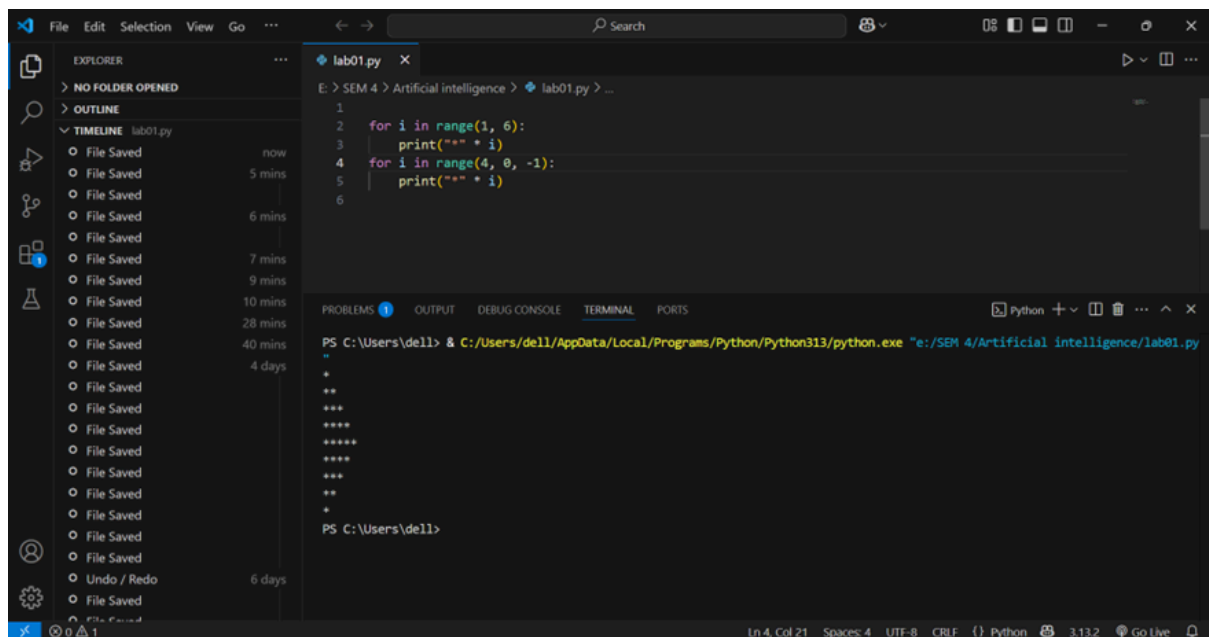 File Edit Selection View Go ... Search
EXPLORER
NO FOLDER OPENED
OUTLINE
TIMELINE lab01.py
File Saved now
File Saved 5 mins
File Saved
File Saved 6 mins
File Saved
File Saved 7 mins
File Saved 9 mins
File Saved 10 mins
File Saved 28 mins
File Saved 40 mins
File Saved 4 days
File Saved
File Saved
File Saved
File Saved
File Saved
File Saved
File Saved
File Saved
File Saved
Undo / Redo 6 days
File Saved
File Saved
lab01.py
E: > SEM 4 > Artificial intelligence > lab01.py > ...
1
2 for i in range(1, 6):
3     print("*" * i)
4 for i in range(4, 0, -1):
5     print("*" * i)
6
PROBLEMS 1 OUTPUT DEBUG CONSOLE TERMINAL PORTS Python
PS C:\Users\dell> & C:/Users/dell/AppData/Local/Programs/Python/Python313/python.exe "e:/SEM 4/Artificial intelligence/lab01.py
"
*
**
***
****
*****
****
***
**
*
PS C:\Users\dell>
0 1 Ln 4, Col 21 Spaces: 4 UTF-8 CRLF {} Python 3.13.2 Go Live